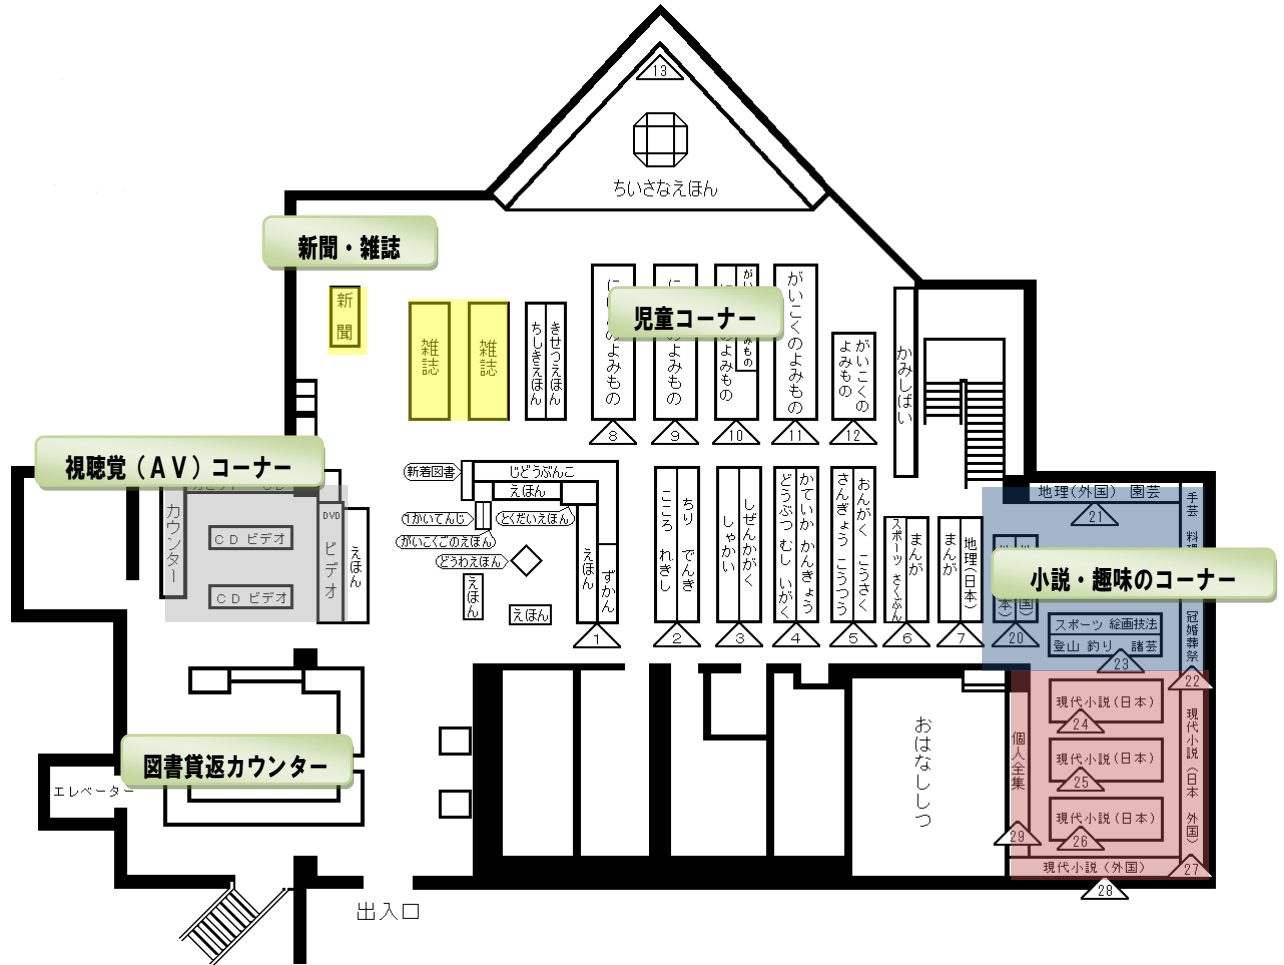 13
ちいさなえほん
新聞・雑誌
新聞
雑誌
雑誌
ちしきえほん
きせつえほん
児童コーナー
のよみもの
のよみもの
のよみもの
がいこくのよみもの
がいこくのよみもの
かみしばい
8
9
10
11
12
視聴覚(AV)コーナー
カウンター
CD ビデオ
CD ビデオ
DVD
ビデオ
えほん
新着図書
じどうぶんこ
えほん
1かいてんじ
とくだいえほん
がいこくごのえほん
どうわえほん
えほん
えほん
えほん
ずかん
こころ れきし
ちり でんき
しゃかい
しぜんかがく
どうぶつ むし いがく
かていか かんきょう
さんぎょう こうつう
おんがく こうさく
スポーツ さくぶん
まんが
まんが
地理(日本)
1
2
3
4
5
6
7
20
地理(外国) 園芸
21
手芸 料理
冠婚葬祭
小説・趣味のコーナー
スポーツ 絵画技法
登山 釣り 諸芸
23
22
現代小説(日本)
24
現代小説(日本)
25
現代小説(日本)
26
個人全集
29
現代小説(日本 外国)
27
現代小説(外国)
28
おはなししつ
図書貸返カウンター
エレベーター
出入口